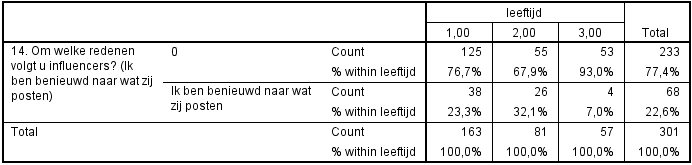 leeftijd
1,00 2,00 3,00 Total
14. Om welke redenen volgt u influencers? (Ik ben benieuwd naar wat zij posten) 0 Count 125 55 53 233
% within leeftijd 76,7% 67,9% 93,0% 77,4%
Ik ben benieuwd naar wat zij posten Count 38 26 4 68
% within leeftijd 23,3% 32,1% 7,0% 22,6%
Total Count 163 81 57 301
% within leeftijd 100,0% 100,0% 100,0% 100,0%